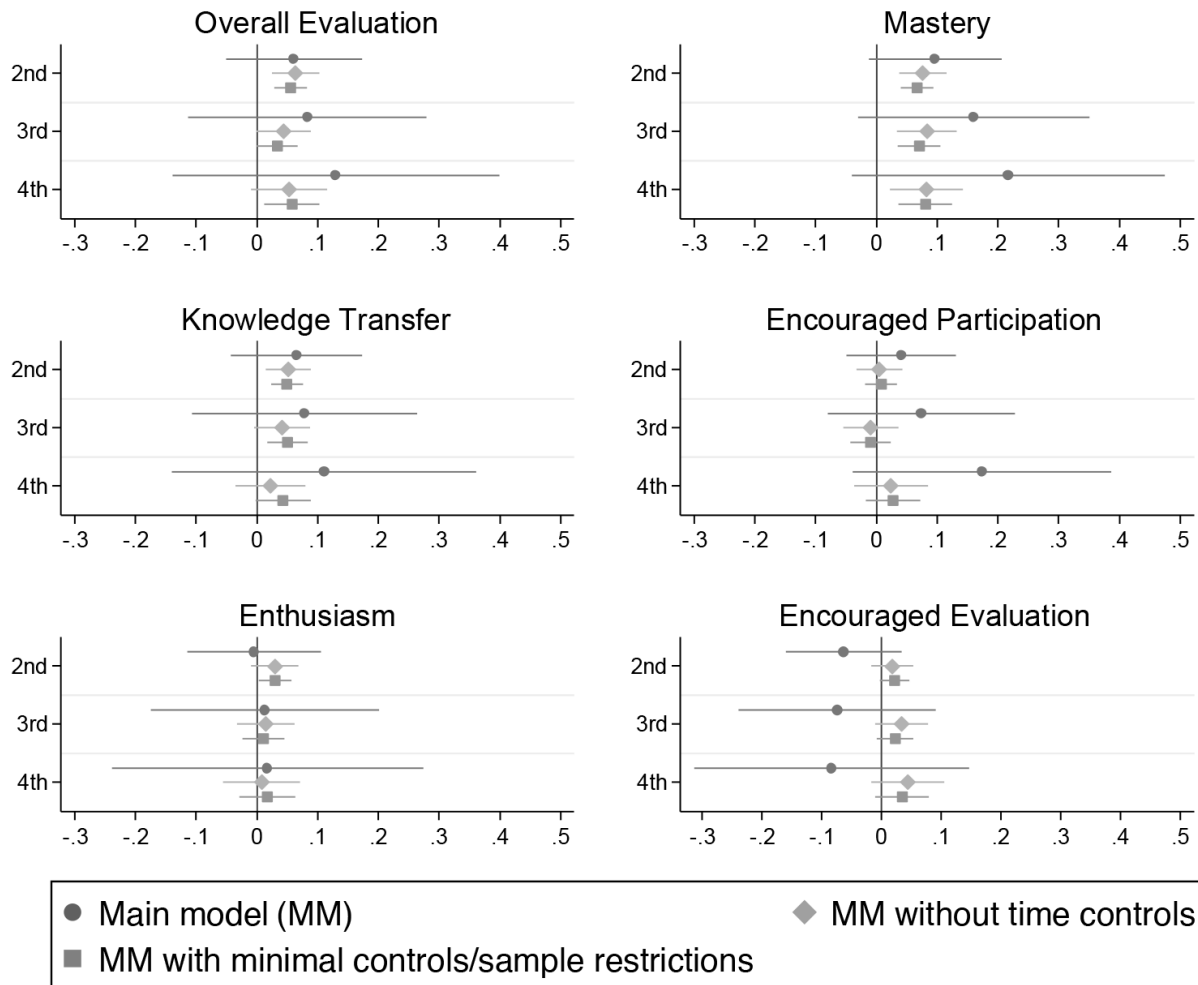 Overall Evaluation
2nd
3rd
4th
-.3 -.2 -.1 0 .1 .2 .3 .4 .5
Mastery
2nd
3rd
4th
-.3 -.2 -.1 0 .1 .2 .3 .4 .5
Knowledge Transfer
2nd
3rd
4th
-.3 -.2 -.1 0 .1 .2 .3 .4 .5
Encouraged Participation
2nd
3rd
4th
-.3 -.2 -.1 0 .1 .2 .3 .4 .5
Enthusiasm
2nd
3rd
4th
-.3 -.2 -.1 0 .1 .2 .3 .4 .5
Encouraged Evaluation
2nd
3rd
4th
-.3 -.2 -.1 0 .1 .2 .3 .4 .5
Main model (MM)
MM without time controls
MM with minimal controls/sample restrictions